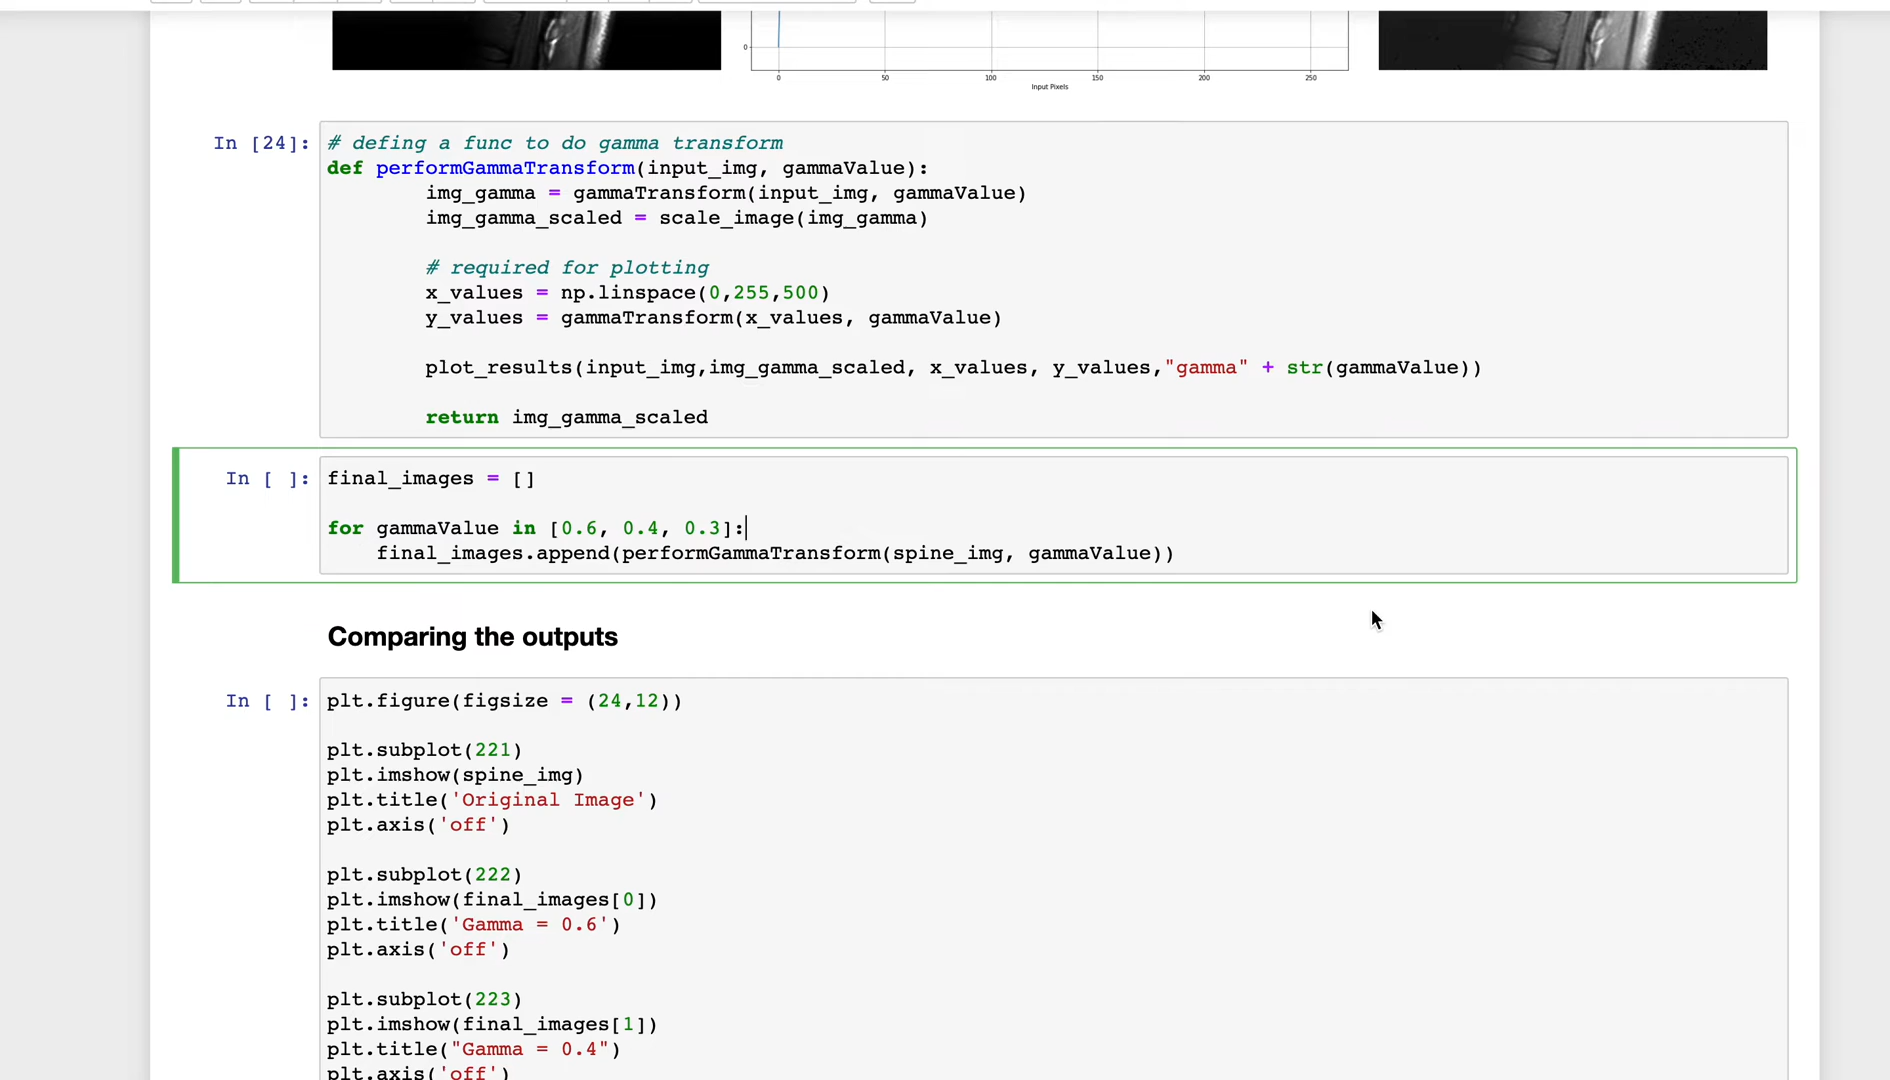 0
0 50 100 150 200 250
Input Pixels
In [24]:
# defing a func to do gamma transform
def performGammaTransform(input_img, gammaValue):
        img_gamma = gammaTransform(input_img, gammaValue)
        img_gamma_scaled = scale_image(img_gamma)
        # required for plotting
        x_values = np.linspace(0,255,500)
        y_values = gammaTransform(x_values, gammaValue)
        plot_results(input_img,img_gamma_scaled, x_values, y_values,"gamma" + str(gammaValue))
        return img_gamma_scaled
In [ ]:
final_images = []
for gammaValue in [0.6, 0.4, 0.3]:
    final_images.append(performGammaTransform(spine_img, gammaValue))
Comparing the outputs
In [ ]:
plt.figure(figsize = (24,12))
plt.subplot(221)
plt.imshow(spine_img)
plt.title('Original Image')
plt.axis('off')
plt.subplot(222)
plt.imshow(final_images[0])
plt.title('Gamma = 0.6')
plt.axis('off')
plt.subplot(223)
plt.imshow(final_images[1])
plt.title("Gamma = 0.4")
plt.axis('off')